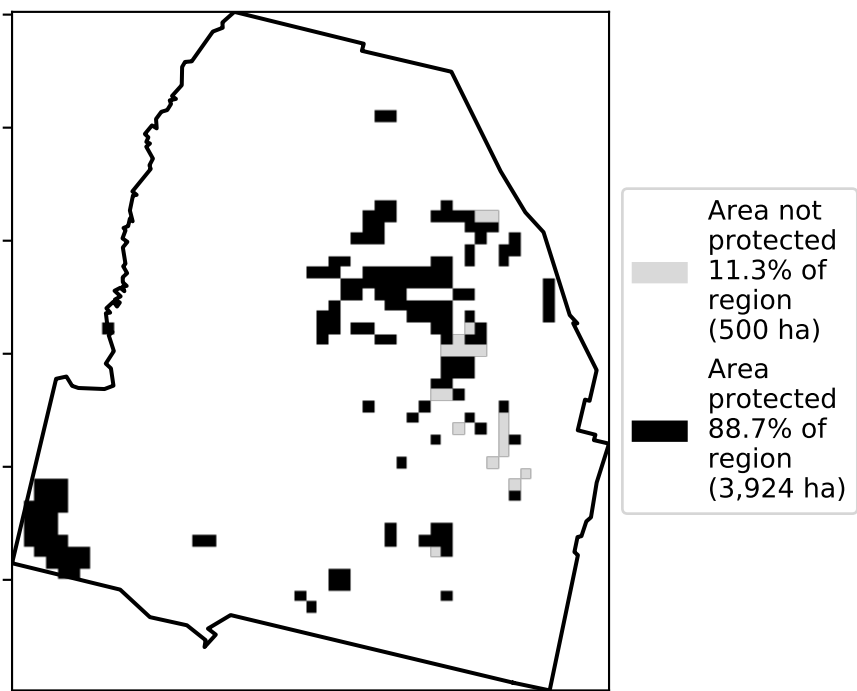 Area not
protected
11.3% of
region
(500 ha)
Area
protected
88.7% of
region
(3,924 ha)